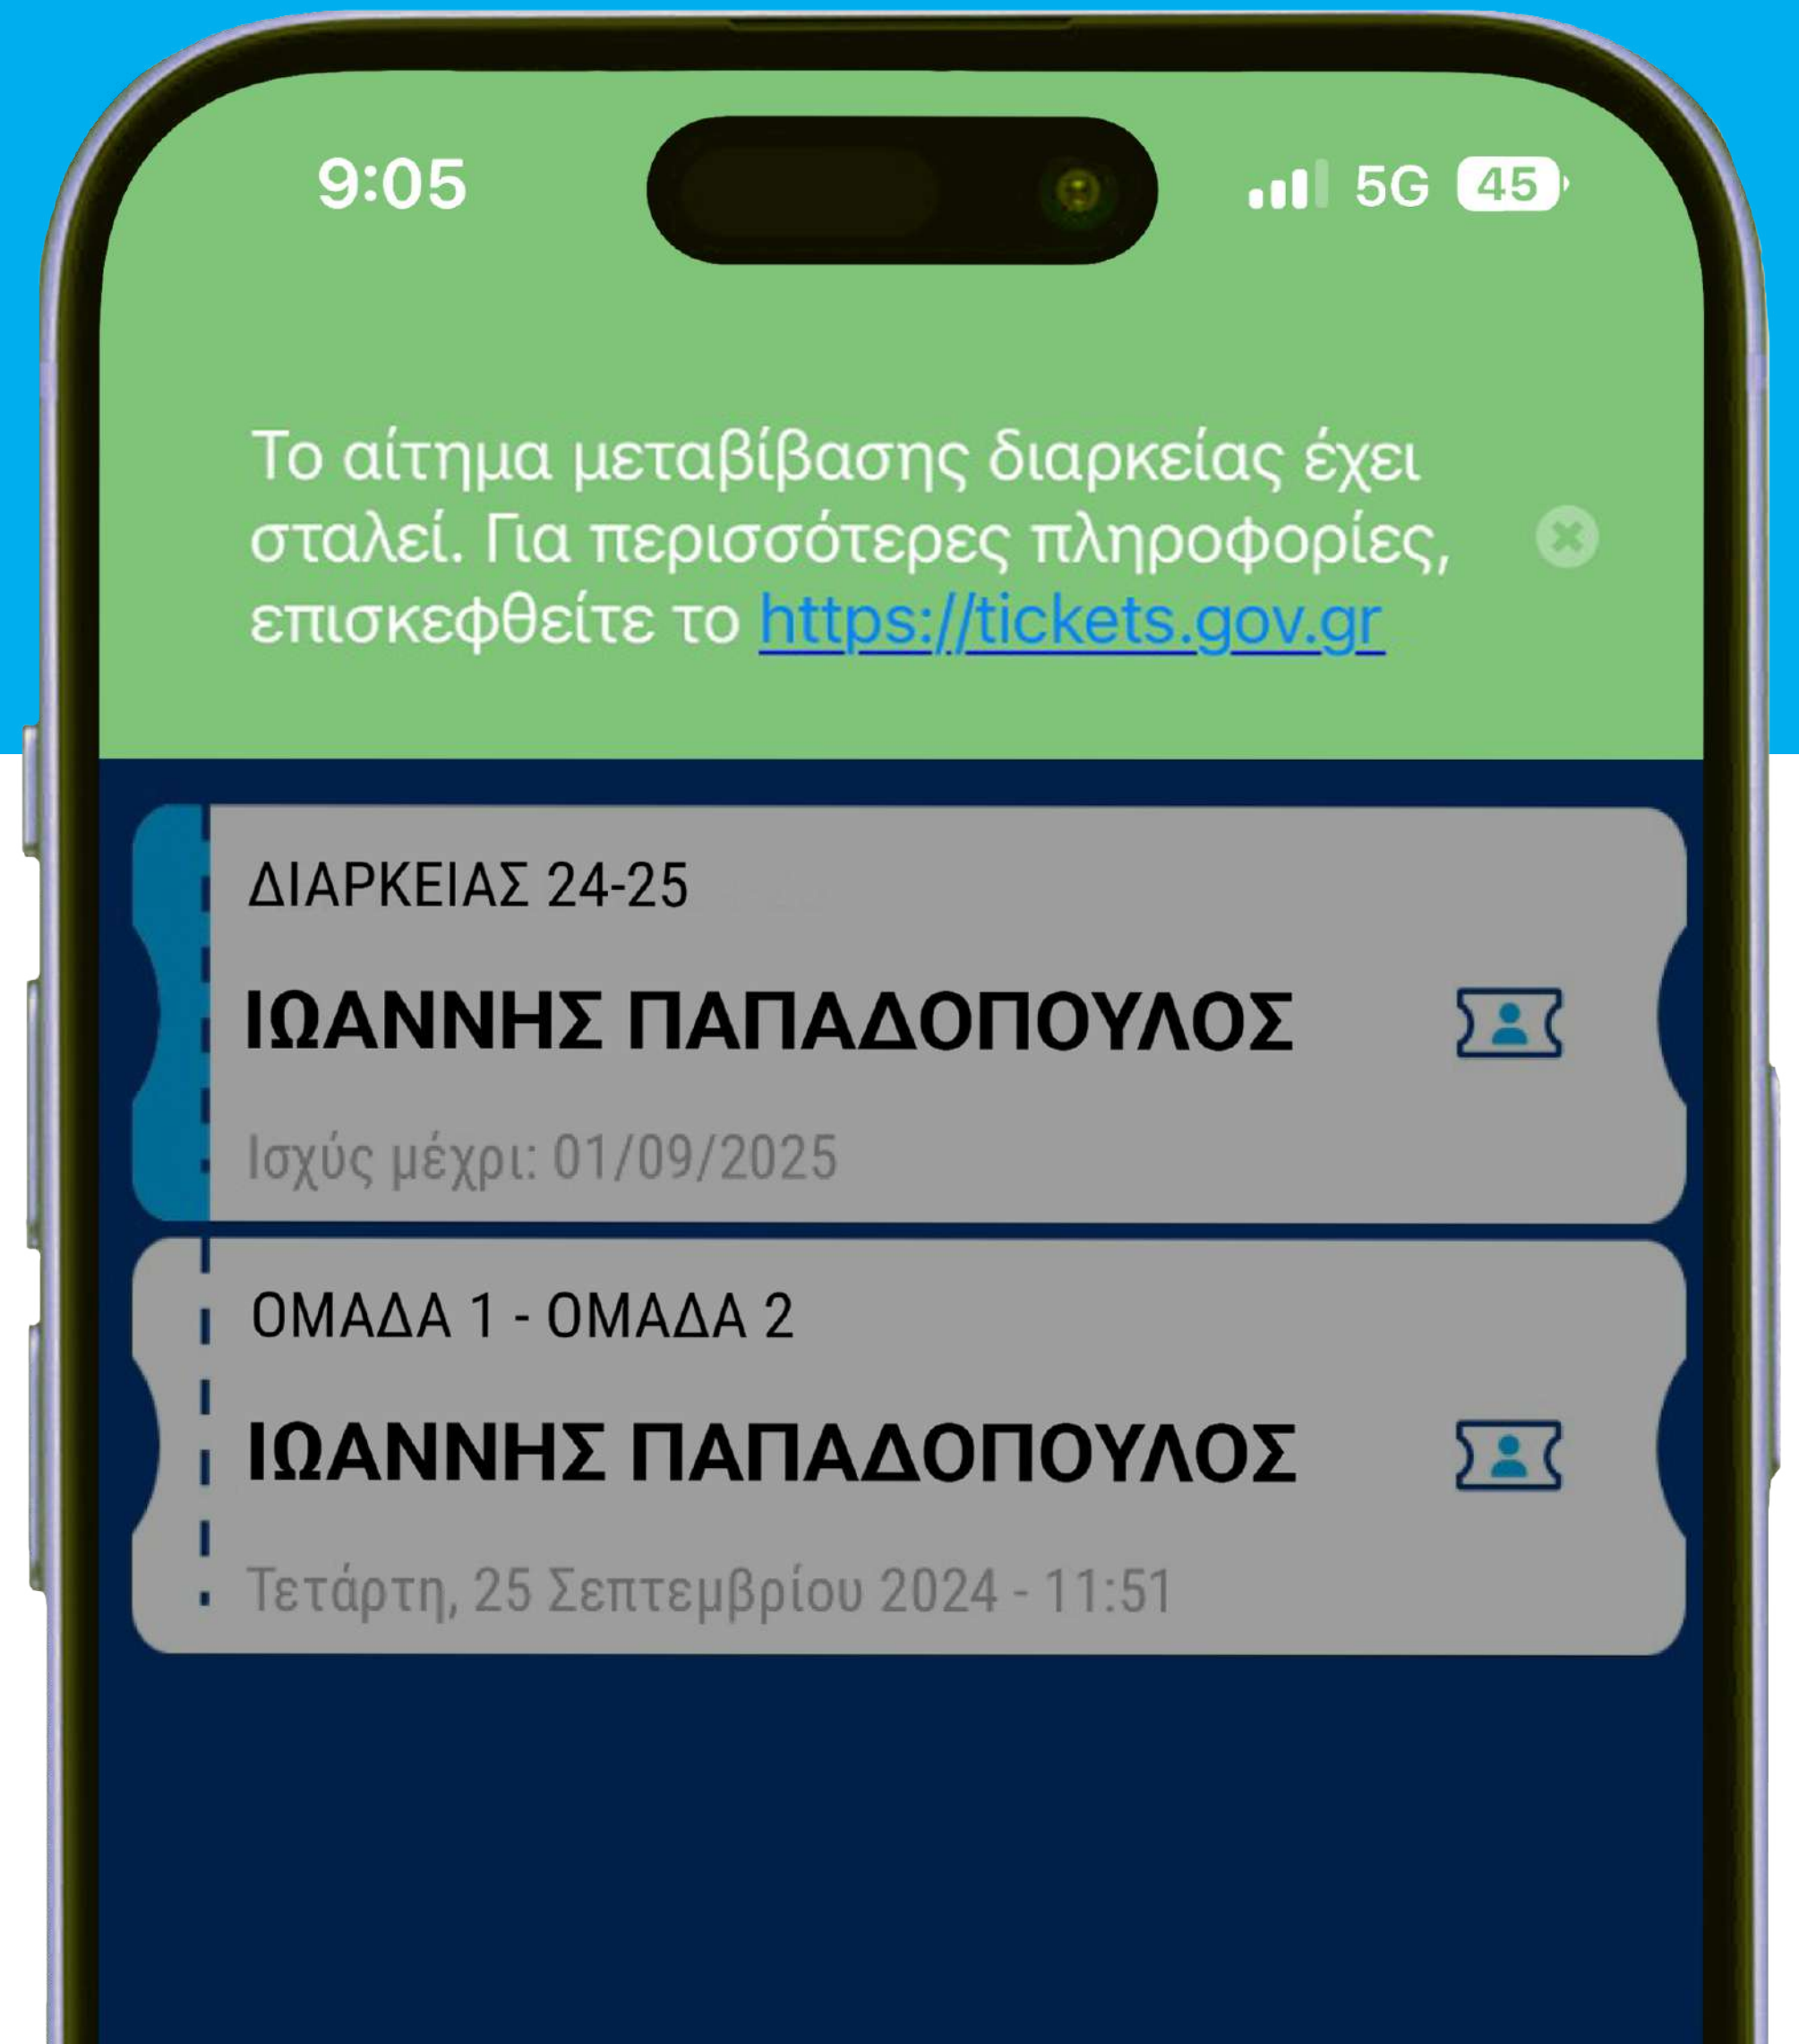 9:05
5G 45
Το αίτημα μεταβίβασης διαρκείας έχει
σταλεί. Για περισσότερες πληροφορίες,
επισκεφθείτε το https://tickets.gov.gr
ΔΙΑΡΚΕΙΑΣ 24-25
ΙΩΑΝΝΗΣ ΠΑΠΑΔΟΠΟΥΛΟΣ
Ισχύς μέχρι: 01/09/2025
ΟΜΑΔΑ 1 - ΟΜΑΔΑ 2
ΙΩΑΝΝΗΣ ΠΑΠΑΔΟΠΟΥΛΟΣ
Τετάρτη, 25 Σεπτεμβρίου 2024 - 11:51